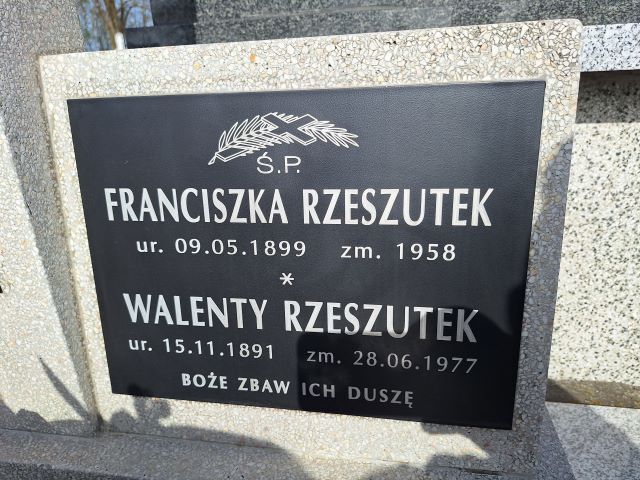 Ś.P.
FRANCISZKA RZESZUTEK
ur. 09.05.1899 zm. 1958
*
WALENTY RZESZUTEK
ur. 15.11.1891 zm. 28.06.1977
BOŻE ZBAW ICH DUSZĘ